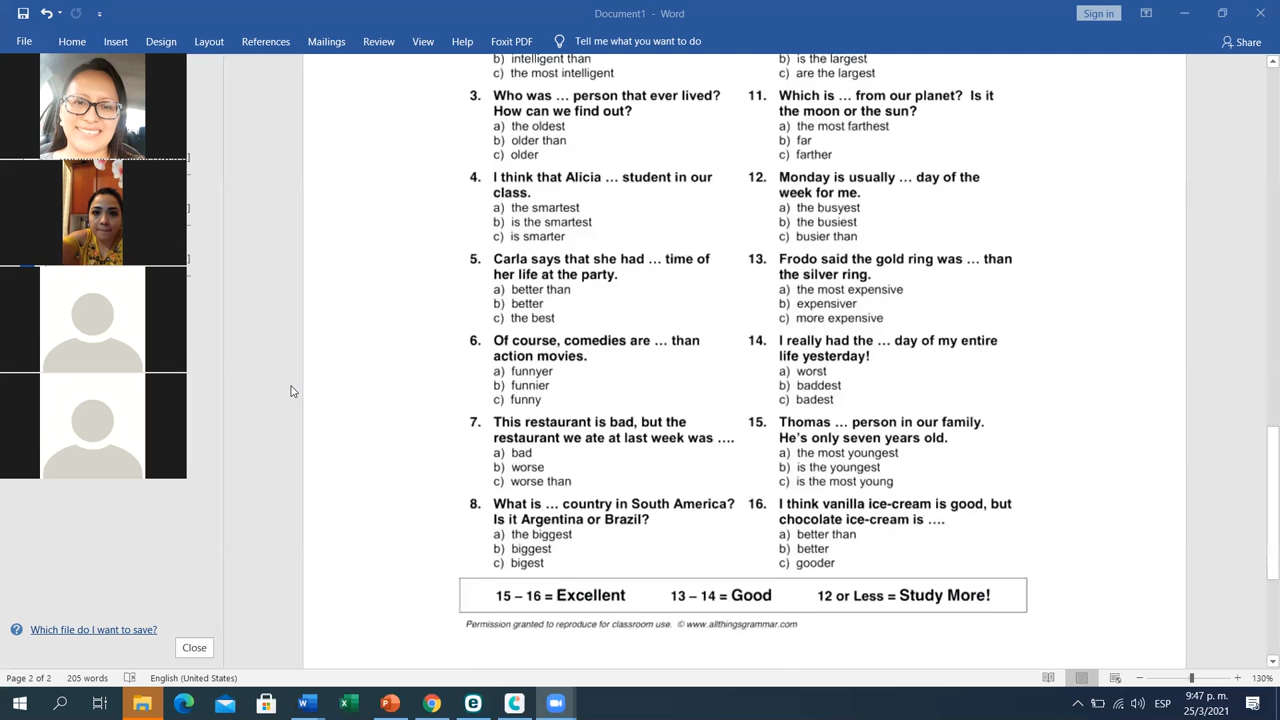 Document1 - Word
Sign in
File Home Insert Design Layout References Mailings Review View Help Foxit PDF Tell me what you want to do Share
b) intelligent than
c) the most intelligent
3. Who was ... person that ever lived?
How can we find out?
a) the oldest
b) older than
c) older
4. I think that Alicia ... student in our
class.
a) the smartest
b) is the smartest
c) is smarter
5. Carla says that she had ... time of
her life at the party.
a) better than
b) better
c) the best
6. Of course, comedies are ... than
action movies.
a) funnyer
b) funnier
c) funny
7. This restaurant is bad, but the
restaurant we ate at last week was ....
a) bad
b) worse
c) worse than
8. What is ... country in South America?
Is it Argentina or Brazil?
a) the biggest
b) biggest
c) bigest
b) is the largest
c) are the largest
11. Which is ... from our planet? Is it
the moon or the sun?
a) the most farthest
b) far
c) farther
12. Monday is usually ... day of the
week for me.
a) the busyest
b) the busiest
c) busier than
13. Frodo said the gold ring was ... than
the silver ring.
a) the most expensive
b) expensiver
c) more expensive
14. I really had the ... day of my entire
life yesterday!
a) worst
b) baddest
c) badest
15. Thomas ... person in our family.
He's only seven years old.
a) the most youngest
b) is the youngest
c) is the most young
16. I think vanilla ice-cream is good, but
chocolate ice-cream is ....
a) better than
b) better
c) gooder
15 – 16 = Excellent 13 – 14 = Good 12 or Less = Study More!
Permission granted to reproduce for classroom use. © www.allthingsgrammar.com
Which file do I want to save?
Close
Page 2 of 2 205 words English (United States) 130%
ESP
9:47 p.m.
25/3/2021